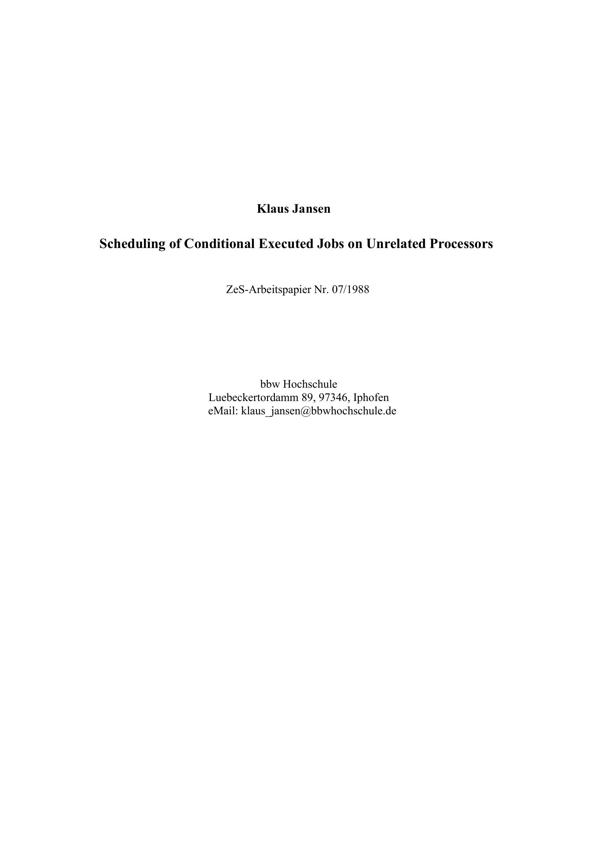 Klaus Jansen
Scheduling of Conditional Executed Jobs on Unrelated Processors
ZeS-Arbeitspapier Nr. 07/1988
bbw Hochschule
Luebeckertordamm 89, 97346, Iphofen
eMail: klaus_jansen@bbwhochschule.de